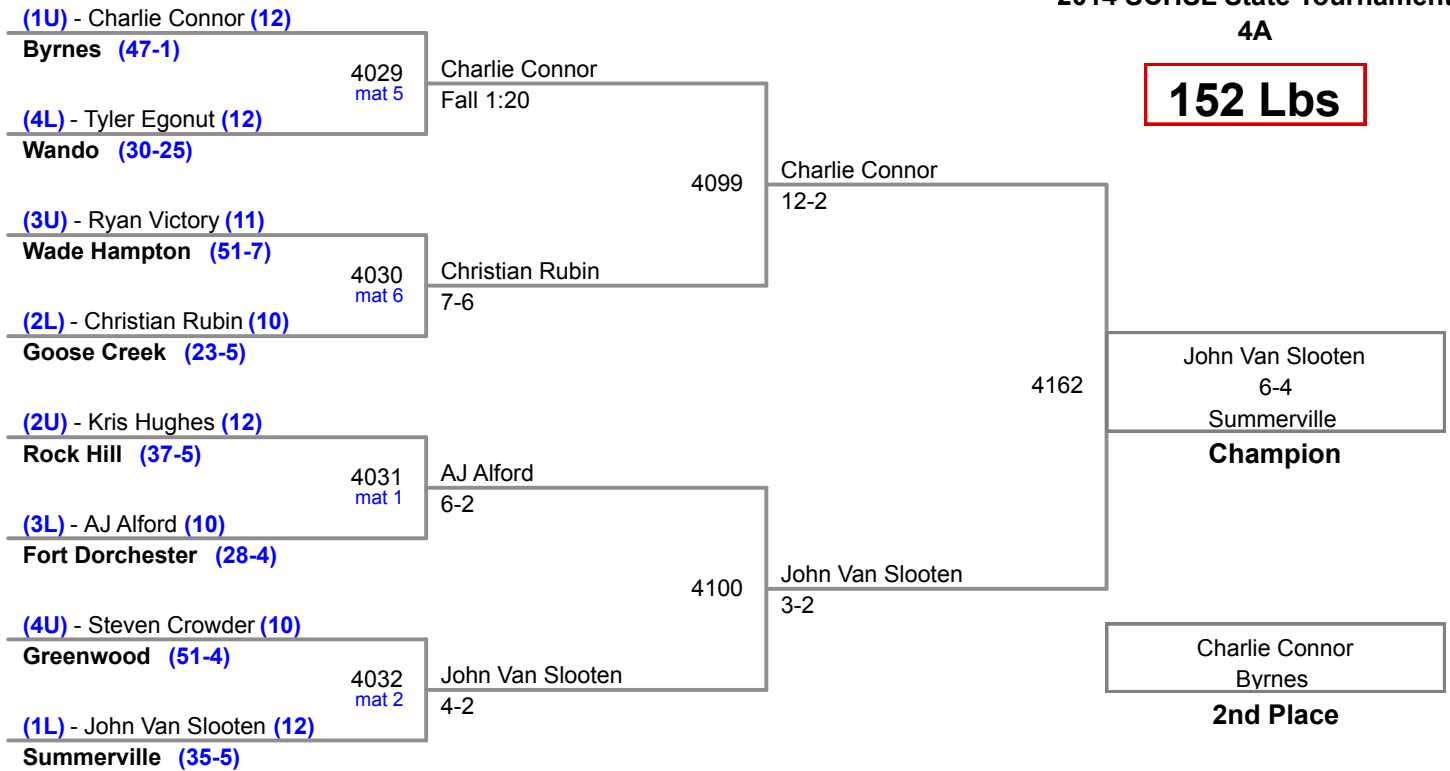 2014 SCHSL State Tournament
4A
152 Lbs
(1U) - Charlie Connor (12)
Byrnes (47-1)
4029
mat 5
(4L) - Tyler Egonut (12)
Wando (30-25)
Charlie Connor
Fall 1:20
(3U) - Ryan Victory (11)
Wade Hampton (51-7)
4030
mat 6
(2L) - Christian Rubin (10)
Goose Creek (23-5)
Christian Rubin
7-6
4099
Charlie Connor
12-2
(2U) - Kris Hughes (12)
Rock Hill (37-5)
4031
mat 1
(3L) - AJ Alford (10)
Fort Dorchester (28-4)
AJ Alford
6-2
(4U) - Steven Crowder (10)
Greenwood (51-4)
4032
mat 2
(1L) - John Van Slooten (12)
Summerville (35-5)
John Van Slooten
4-2
4100
John Van Slooten
3-2
4162
John Van Slooten
6-4
Summerville
Champion
Charlie Connor
Byrnes
2nd Place